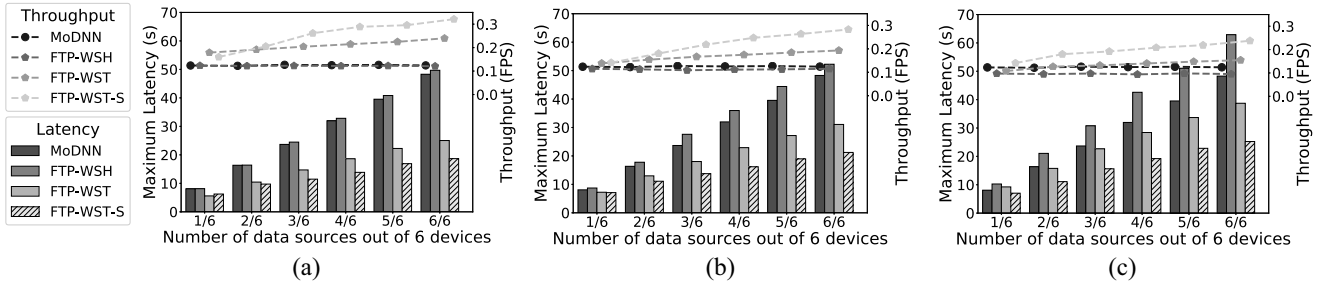 Throughput
MoDNN
FTP-WSH
FTP-WST
FTP-WST-S
Latency
MoDNN
FTP-WSH
FTP-WST
FTP-WST-S
Maximum Latency (s)
70
60
50
40
30
20
10
0
1/6 2/6 3/6 4/6 5/6 6/6
Number of data sources out of 6 devices
0.3
0.2
0.1
0.0
Throughput (FPS)
(a)
Maximum Latency (s)
70
60
50
40
30
20
10
0
1/6 2/6 3/6 4/6 5/6 6/6
Number of data sources out of 6 devices
0.3
0.2
0.1
0.0
Throughput (FPS)
(b)
Maximum Latency (s)
70
60
50
40
30
20
10
0
1/6 2/6 3/6 4/6 5/6 6/6
Number of data sources out of 6 devices
0.3
0.2
0.1
0.0
Throughput (FPS)
(c)